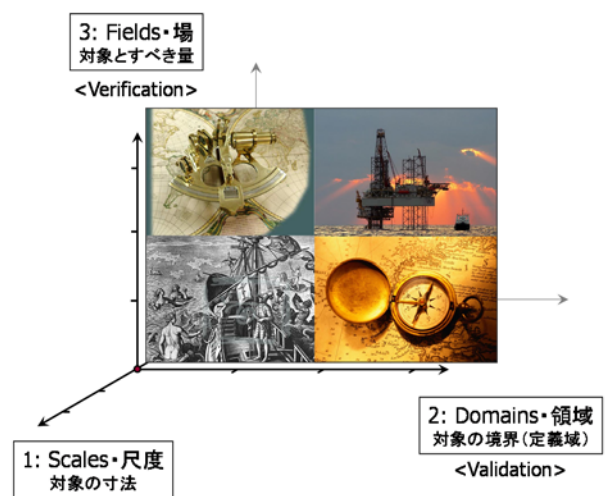 3: Fields・場
対象とすべき量
<Verification>
2: Domains・領域
対象の境界(定義域)
<Validation>
1: Scales・尺度
対象の寸法